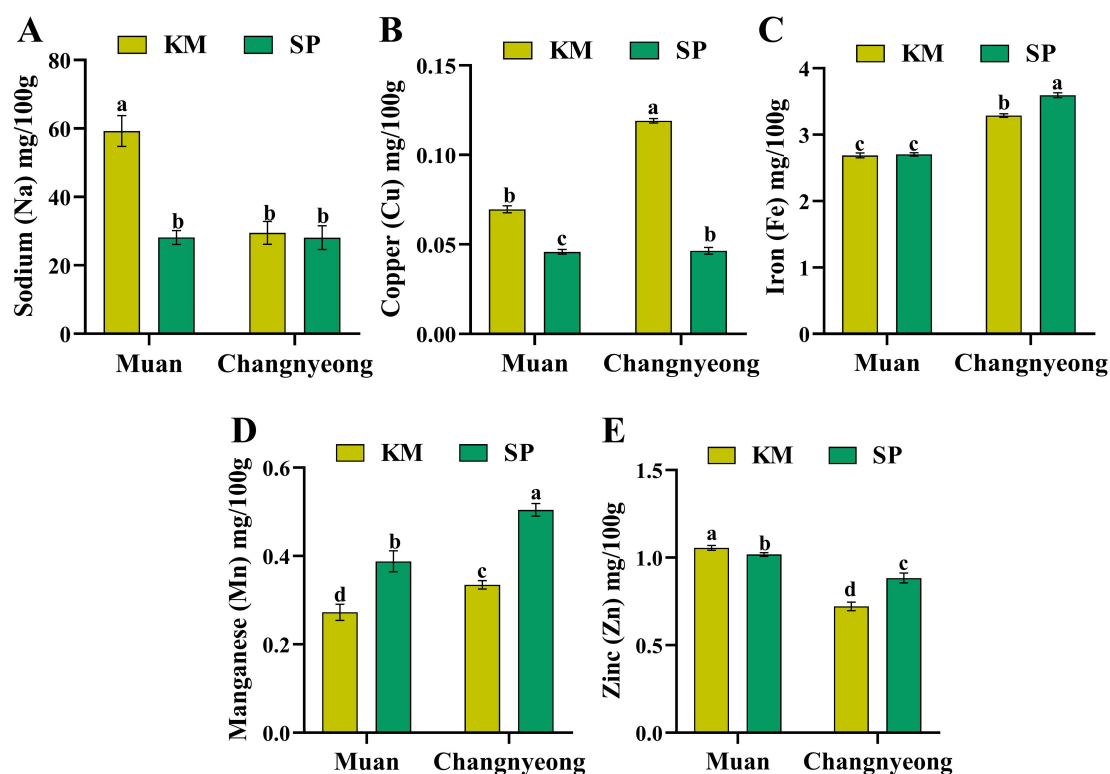 A
KM SP
Sodium (Na) mg/100g
80
60
40
20
0
a
b
b
b
Muan Changnyeong
B
KM SP
Copper (Cu) mg/100g
0.15
0.10
0.05
0.00
b
c
a
b
Muan Changnyeong
C
KM SP
Iron (Fe) mg/100g
4
3
2
1
0
c
c
b
a
Muan Changnyeong
D
KM SP
Manganese (Mn) mg/100g
0.6
0.4
0.2
0.0
d
b
c
a
Muan Changnyeong
E
KM SP
Zinc (Zn) mg/100g
1.5
1.0
0.5
0.0
a
b
d
c
Muan Changnyeong